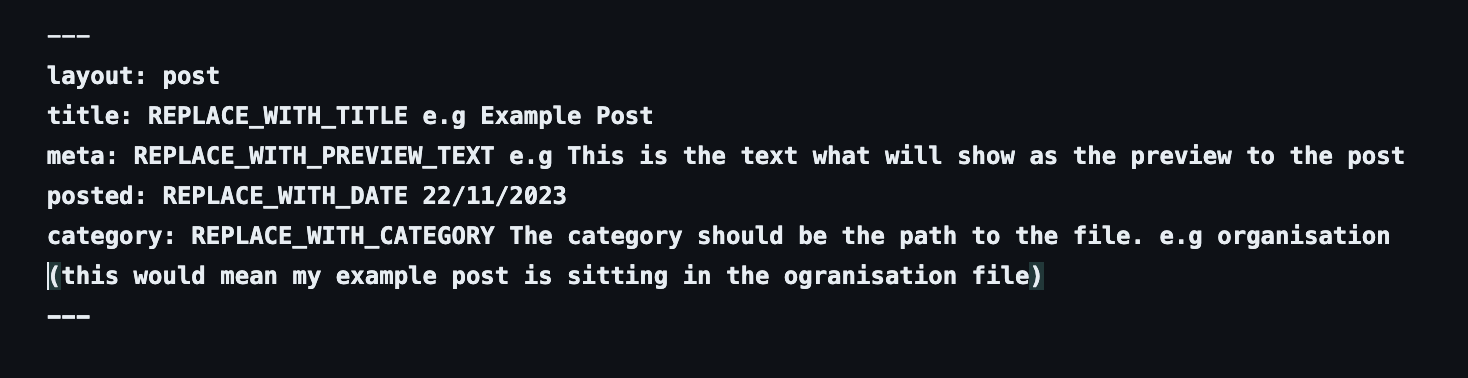 ---
layout: post
title: REPLACE_WITH_TITLE e.g Example Post
meta: REPLACE_WITH_PREVIEW_TEXT e.g This is the text what will show as the preview to the post
posted: REPLACE_WITH_DATE 22/11/2023
category: REPLACE_WITH_CATEGORY The category should be the path to the file. e.g organisation
(this would mean my example post is sitting in the ogranisation file)
---